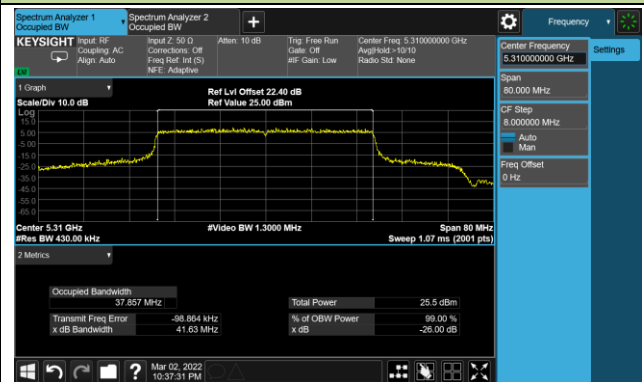 Spectrum Analyzer 1
Occupied BW
Spectrum Analyzer 2
Occupied BW
Frequency
KEYSIGHT
Input: RF
Coupling: AC
Align: Auto
Input Z: 50 Ω
Corrections: Off
Freq Ref: Int (S)
NFE: Adaptive
Atten: 10 dB
Trig: Free Run
Gate: Off
#IF Gain: Low
Center Freq: 5.310000000 GHz
Avg|Hold:>10/10
Radio Std: None
Center Frequency
5.310000000 GHz
Settings
Span
80.000 MHz
CF Step
8.000000 MHz
Auto
Man
Freq Offset
0 Hz
1 Graph
Scale/Div 10.0 dB
Ref Lvl Offset 22.40 dB
Ref Value 25.00 dBm
Log
15.0
5.00
-5.00
-15.0
-25.0
-35.0
-45.0
-55.0
-65.0
Center 5.31 GHz
#Res BW 430.00 kHz
#Video BW 1.3000 MHz
Span 80 MHz
Sweep 1.07 ms (2001 pts)
2 Metrics
Occupied Bandwidth
37.857 MHz
Total Power 25.5 dBm
Transmit Freq Error -98.864 kHz
% of OBW Power 99.00 %
x dB Bandwidth 41.63 MHz
x dB -26.00 dB
?
Mar 02, 2022
10:37:31 PM